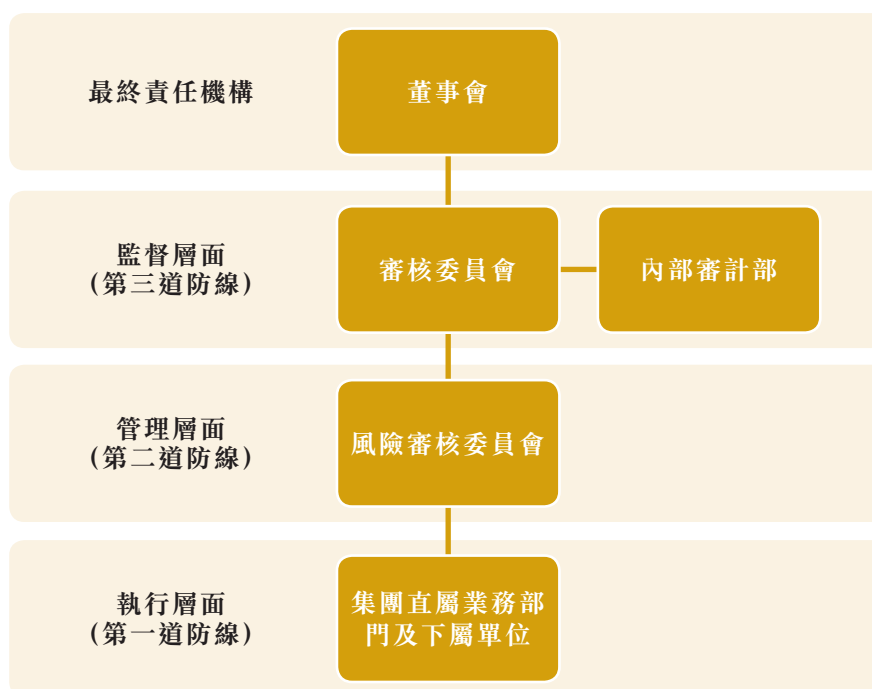 最終責任機構
董事會
監督層面
(第三道防線)
審核委員會
內部審計部
管理層面
(第二道防線)
風險審核委員會
執行層面
(第一道防線)
集團直屬業務部
門及下屬單位